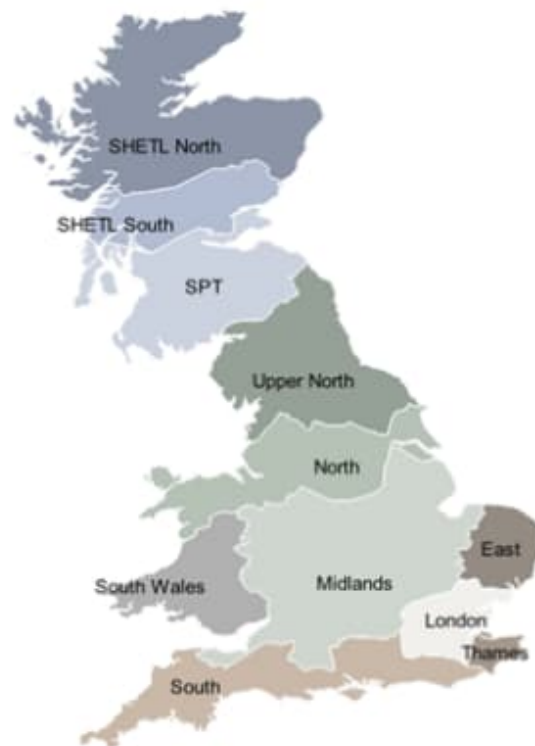 SHETL North
SHETL South
SPT
Upper North
North
East
South Wales
Midlands
London
Thames
South